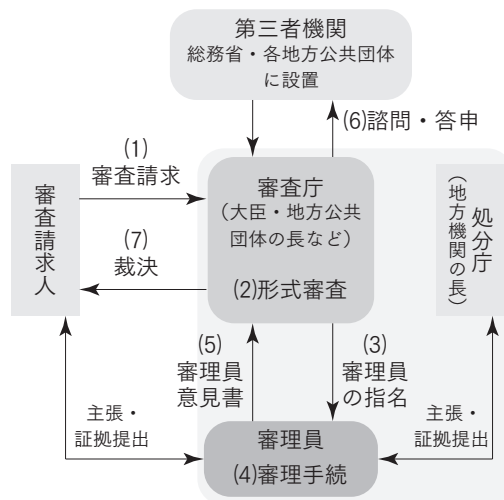 第三者機関
総務省・各地方公共団体
に設置
(6)諮問・答申
(1)
審査請求
審査請求人
審査庁
(大臣・地方公共
団体の長など)
(2)形式審査
処分庁
(地方機関の長)
(7)
裁決
(5)
審理員
意見書
(3)
審理員
の指名
主張・
証拠提出
主張・
証拠提出
審理員
(4)審理手続